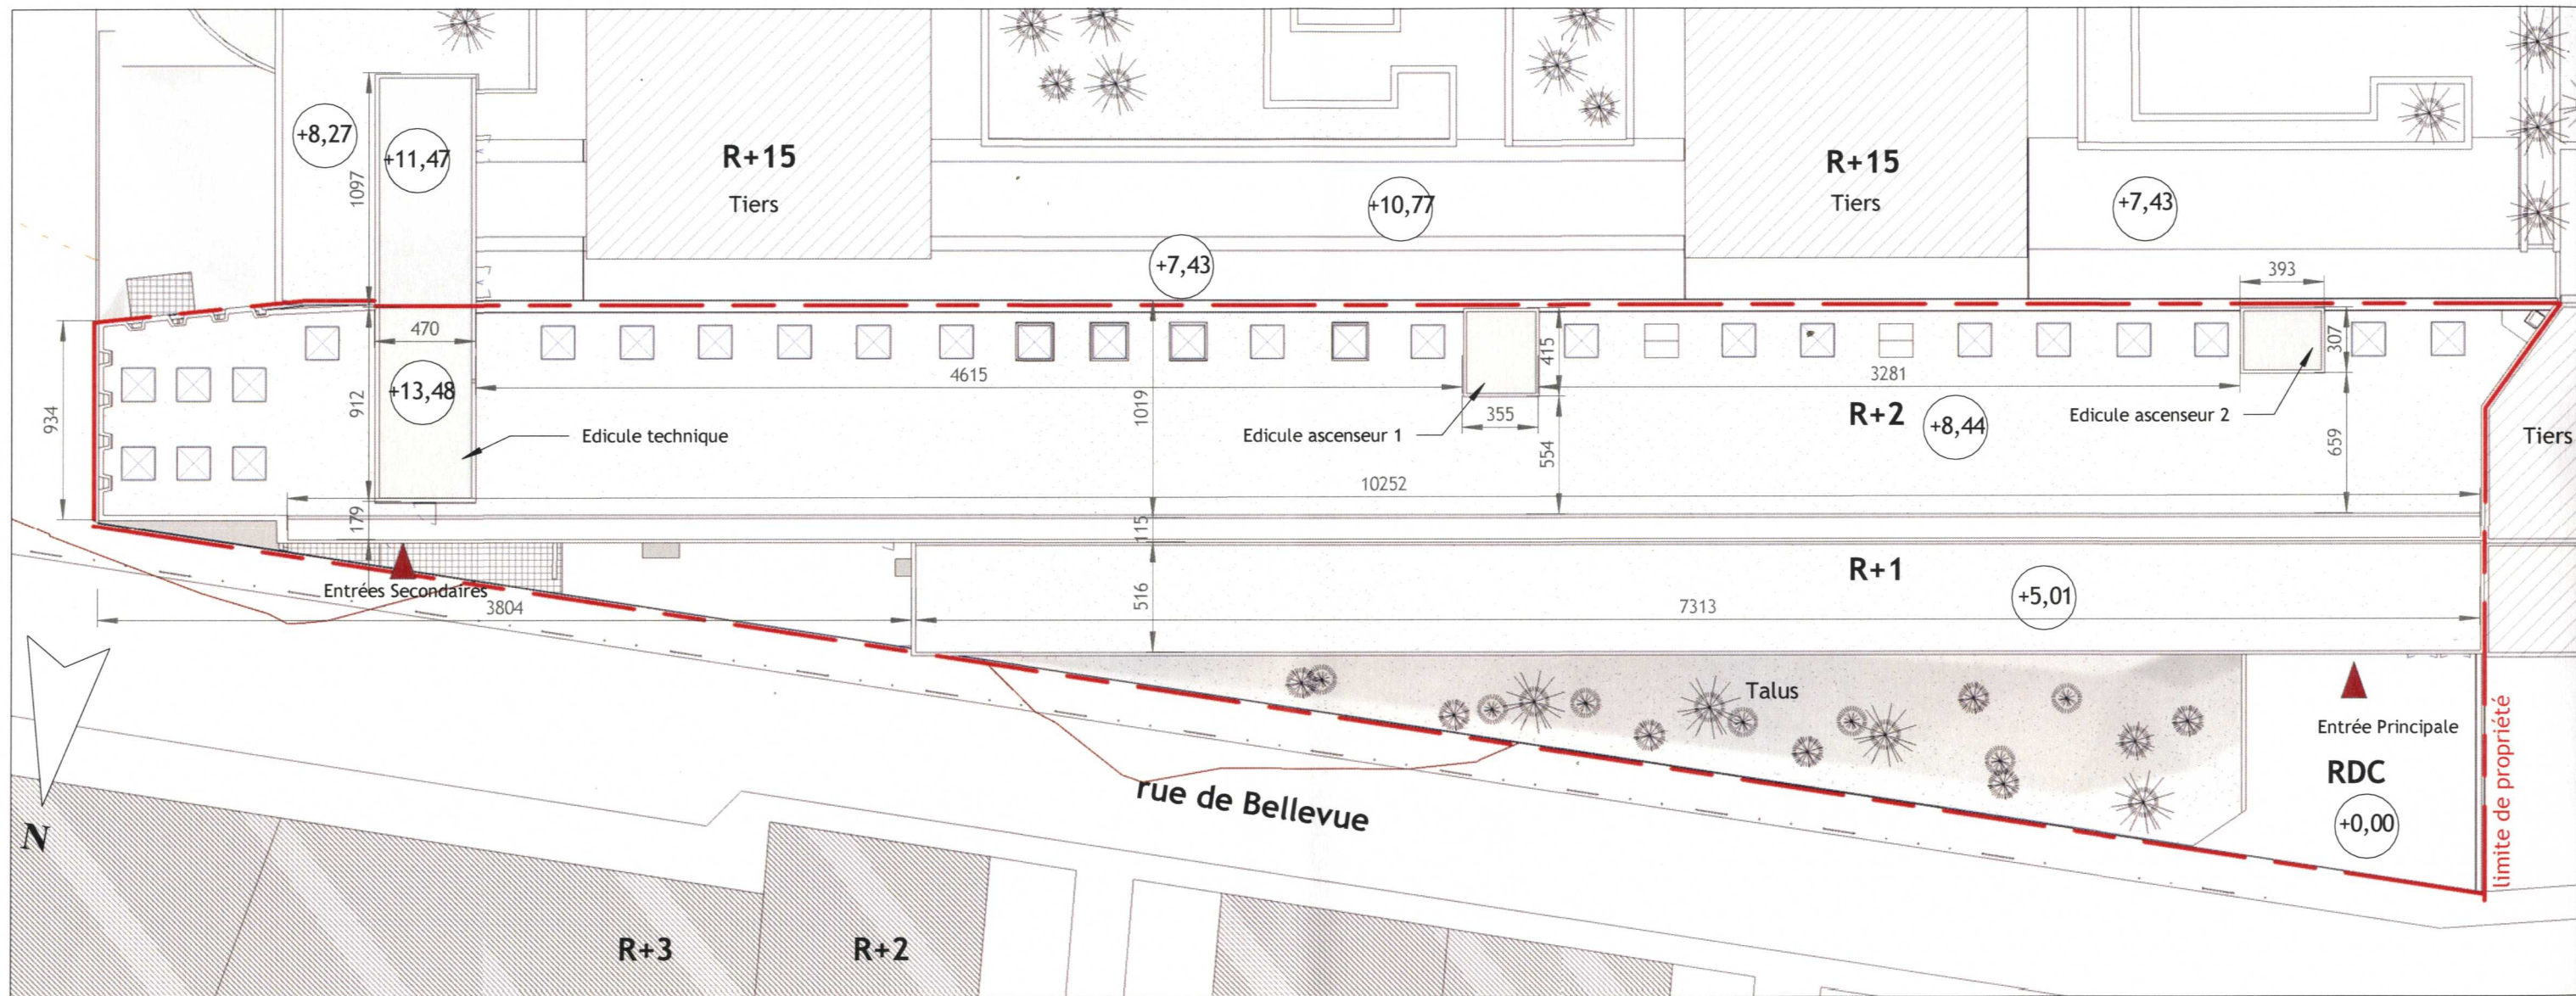 +8,27
+11,47
1097
R+15
Tiers
+10,77
R+15
Tiers
+7,43
+7,43
393
470
+13,48
912
934
179
4615
1019
415
355
554
3281
307
659
Edicule technique
Edicule ascenseur 1
R+2
+8,44
Edicule ascenseur 2
Tiers
10252
115
Entrées Secondaires
3804
516
R+1
+5,01
7313
Talus
Entrée Principale
RDC
+0,00
limite de propriété
rue de Bellevue
N
R+3
R+2